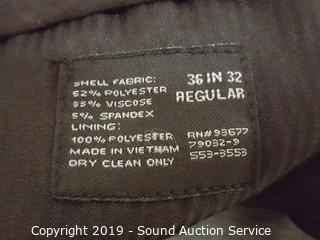 SHELL FABRIC:
62% POLYESTER
33% VISCOSE
5% SPANDEX
LINING:
100% POLYESTER
MADE IN VIETNAM
DRY CLEAN ONLY
36 IN 32
REGULAR
RN#93677
79032-9
553-3553
Copyright © 2019 - Sound Auction Service